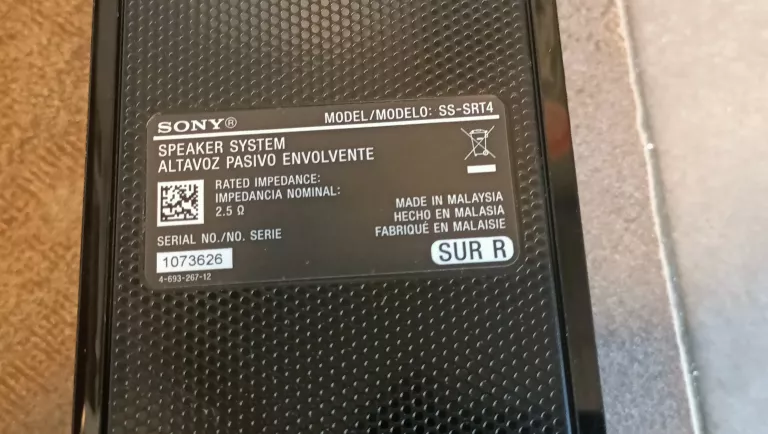 SONY®
MODEL/MODELO: SS-SRT4
SPEAKER SYSTEM
ALTAVOZ PASIVO ENVOLVENTE
RATED IMPEDANCE:
IMPEDANCIA NOMINAL:
2.5 Ω
MADE IN MALAYSIA
HECHO EN MALASIA
FABRIQUÉ EN MALAISIE
SERIAL NO./NO. SERIE
1073626
SUR R
4-693-267-12